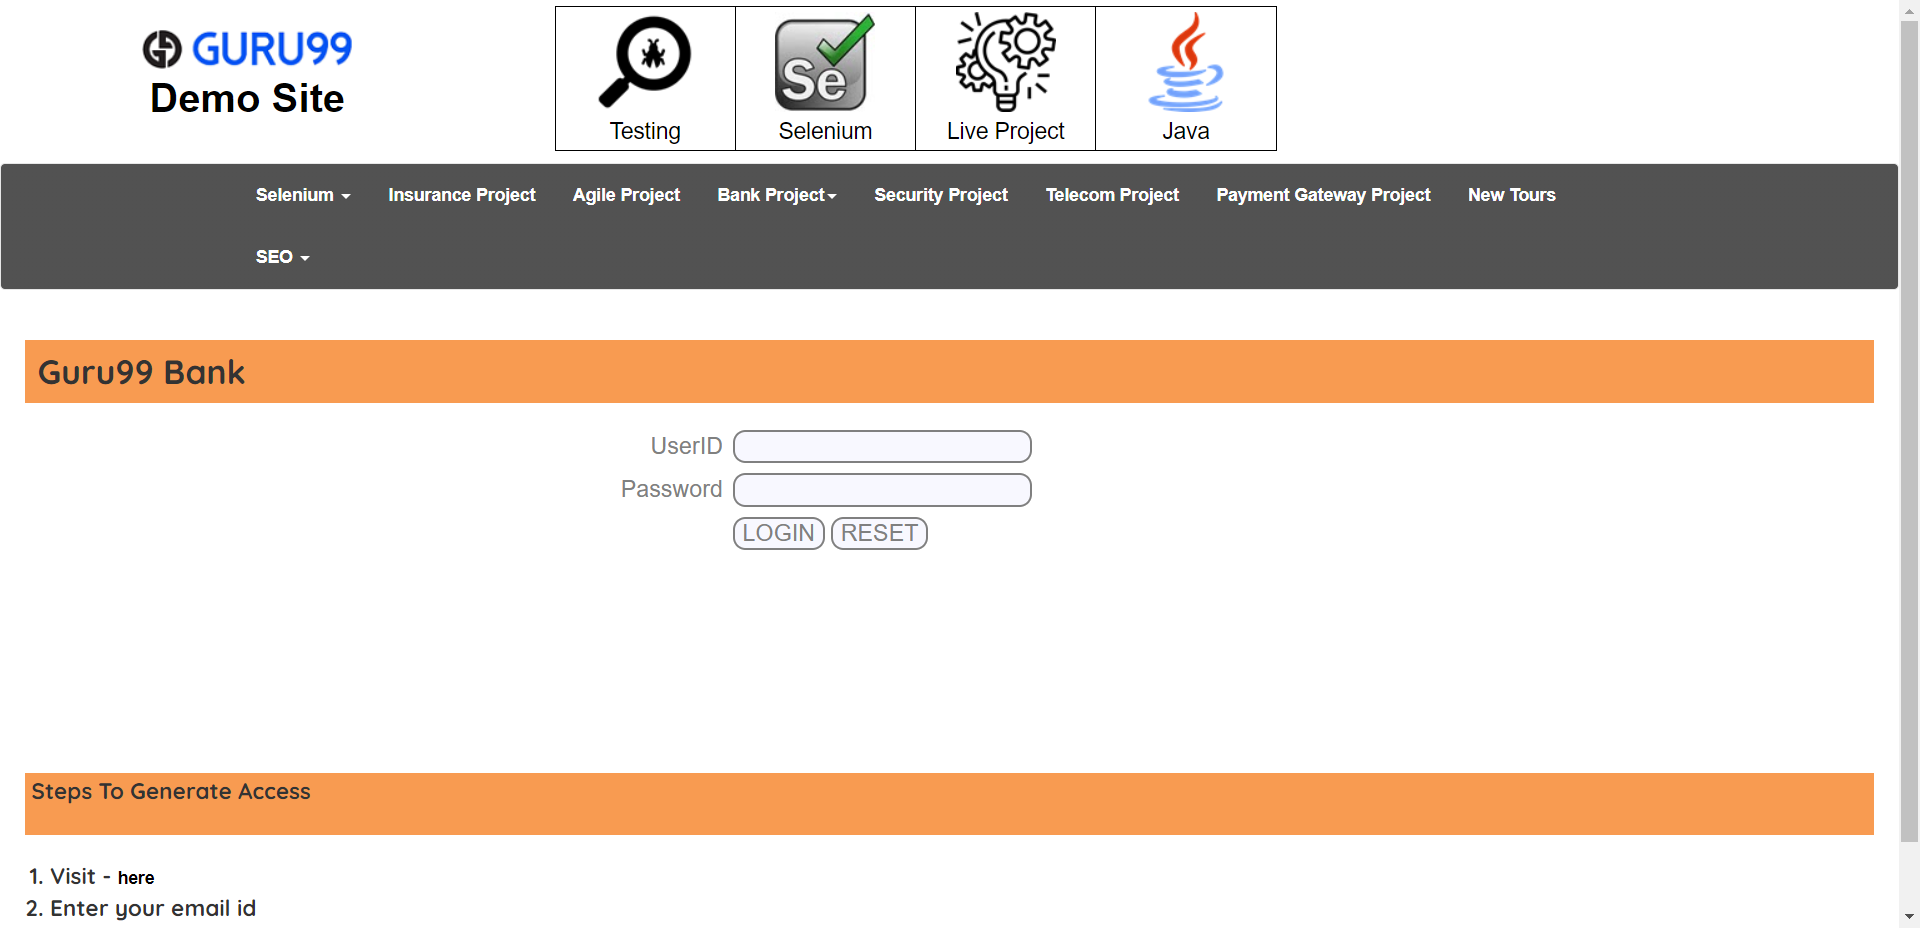 GURU99
Demo Site
Testing
Se
Selenium
Live Project
Java
Selenium
Insurance Project
Agile Project
Bank Project
Security Project
Telecom Project
Payment Gateway Project
New Tours
SEO
Guru99 Bank
UserID
Password
LOGIN RESET
Steps To Generate Access
1. Visit - here
2. Enter your email id